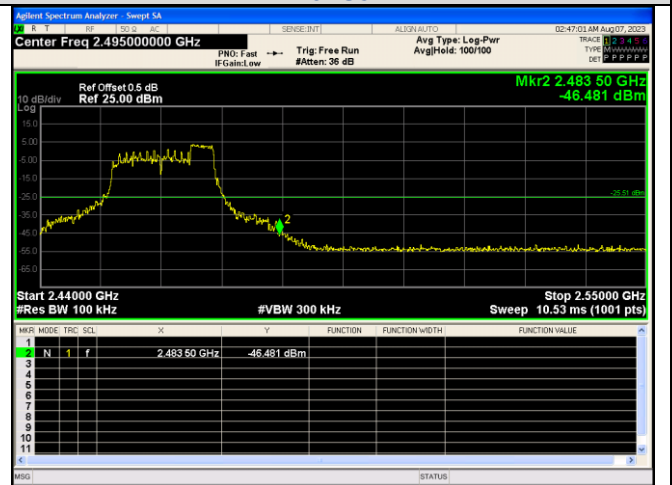 Agilent Spectrum Analyzer - Swept SA
R T RF 50 Ω AC SENSE:INT ALIGN AUTO 02:47:01 AM Aug 07, 2023
Center Freq 2.495000000 GHz Avg Type: Log-Pwr TRACE 1 2 3 4 5 6
PNO: Fast Trig: Free Run Avg|Hold: 100/100 TYPE M
IFGain:Low #Atten: 36 dB DET P P P P P P
Mkr2 2.483 50 GHz
Ref Offset 0.5 dB
10 dB/div Ref 25.00 dBm -46.481 dBm
Log
15.0
5.00
-5.00
-15.0
-25.0 -25.51 dBm
-35.0
2
-45.0
-55.0
-65.0
Start 2.44000 GHz Stop 2.55000 GHz
#Res BW 100 kHz #VBW 300 kHz Sweep 10.53 ms (1001 pts)
MKR MODE TRC SCL X Y FUNCTION FUNCTION WIDTH FUNCTION VALUE
1
2 N 1 f 2.483 50 GHz -46.481 dBm
3
4
5
6
7
8
9
10
11
MSG STATUS